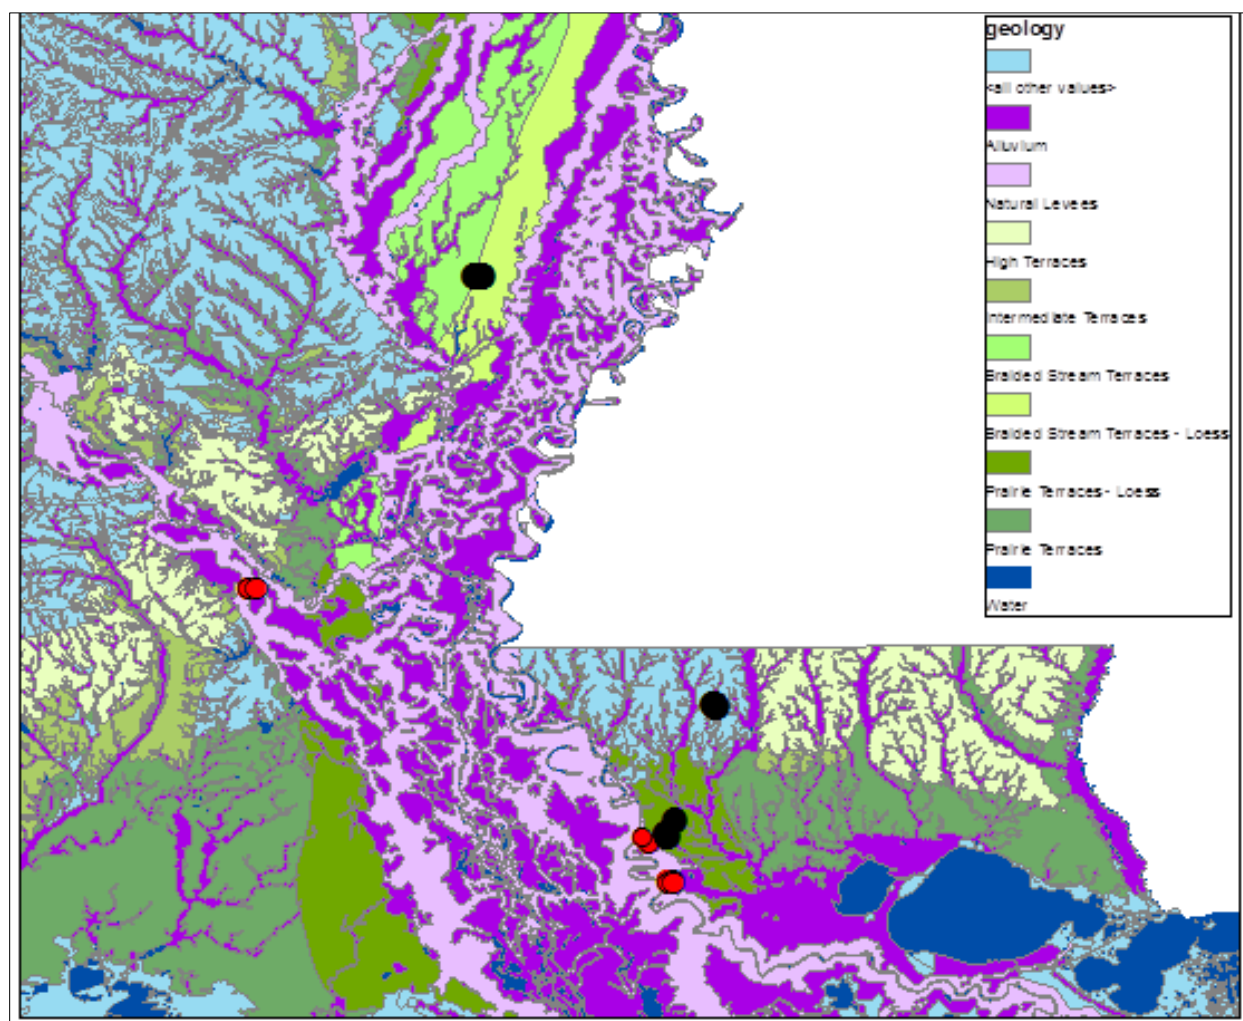 geology
<all other values>
Alluvium
Natural Levees
High Terraces
Intermediate Terraces
Braided Stream Terraces
Braided Stream Terraces - Loess
Prairie Terraces - Loess
Prairie Terraces
Water